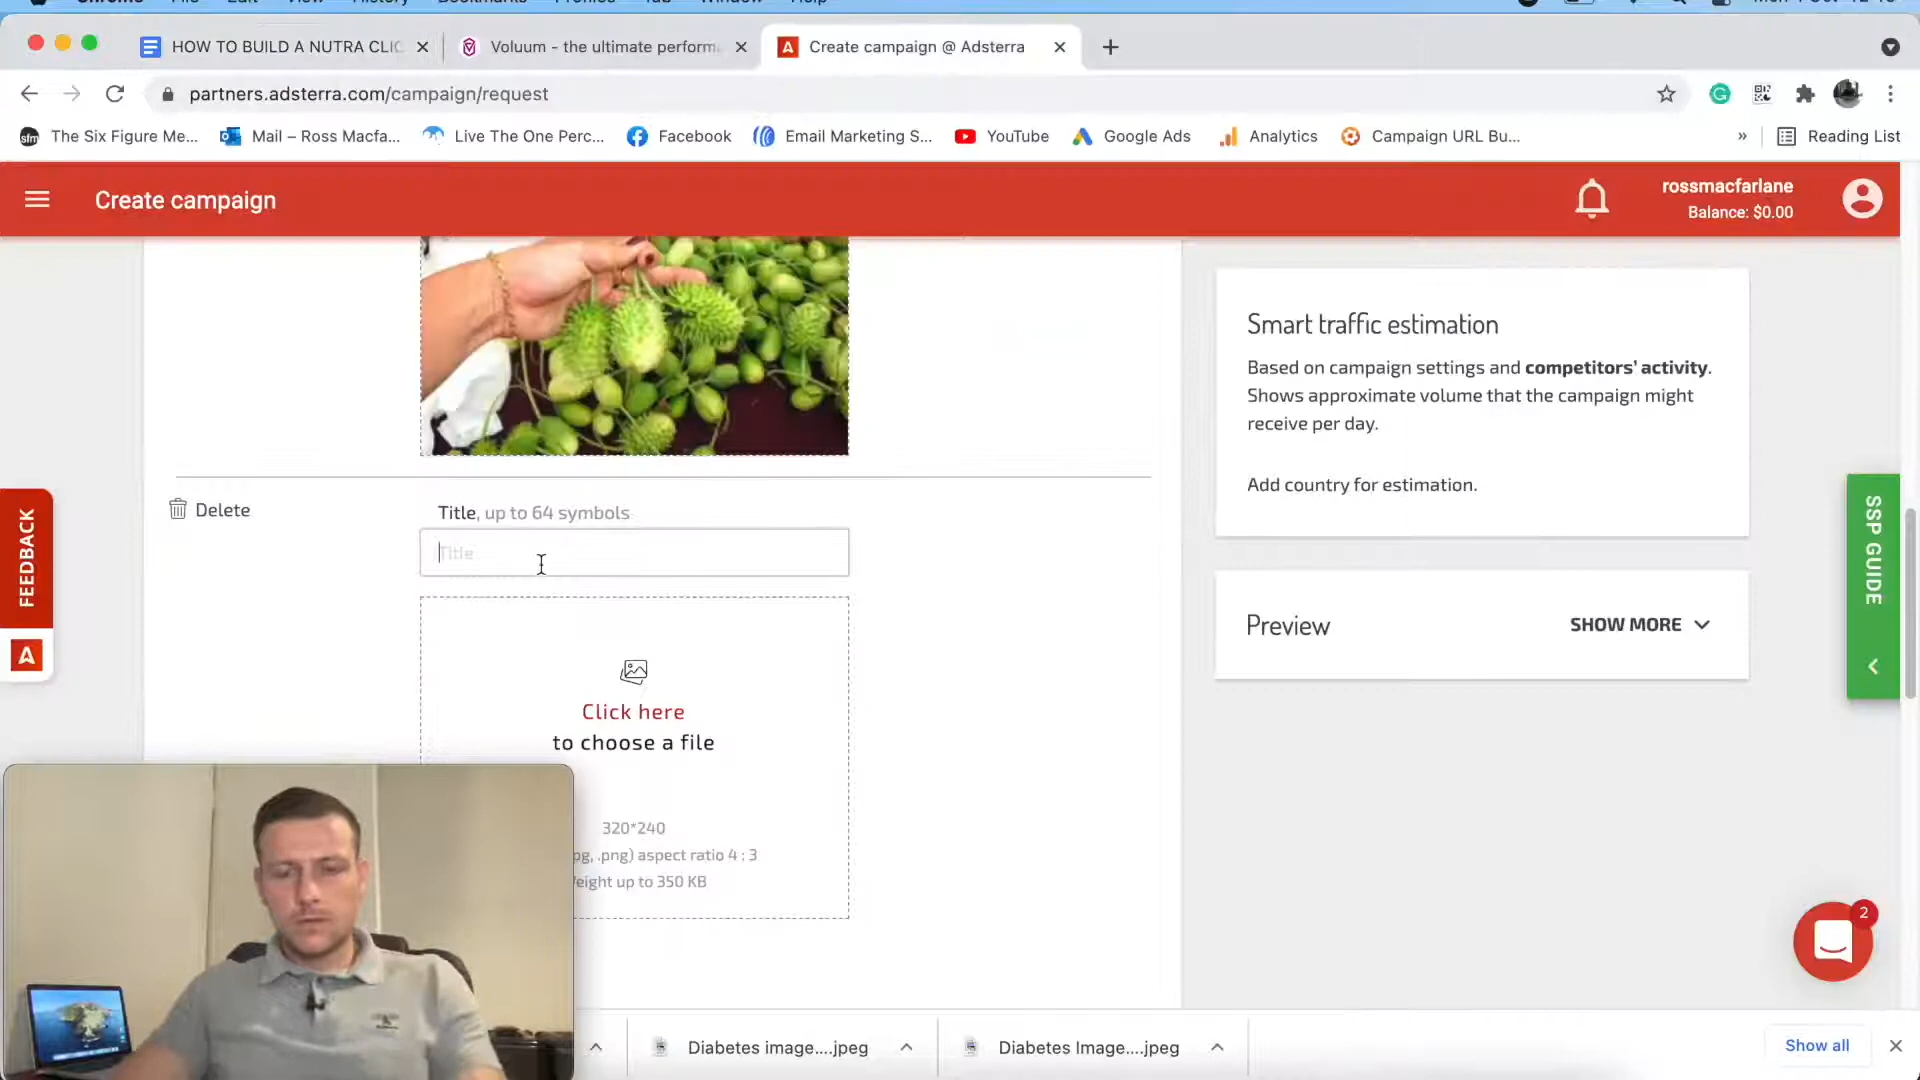 HOW TO BUILD A NUTRA CLIC
Voluum - the ultimate performa
Create campaign @ Adsterra
partners.adsterra.com/campaign/request
The Six Figure Me...
Mail – Ross Macfa...
Live The One Perc...
Facebook
Email Marketing S...
YouTube
Google Ads
Analytics
Campaign URL Bu...
»
Reading List
Create campaign
rossmacfarlane
Balance: $0.00
Smart traffic estimation
Based on campaign settings and competitors' activity.
Shows approximate volume that the campaign might
receive per day.
Add country for estimation.
Delete
Title, up to 64 symbols
Title
FEEDBACK
SSP GUIDE
Preview
SHOW MORE
Click here
to choose a file
320*240
pg, .png) aspect ratio 4 : 3
eight up to 350 KB
2
Diabetes image....jpeg
Diabetes Image....jpeg
Show all